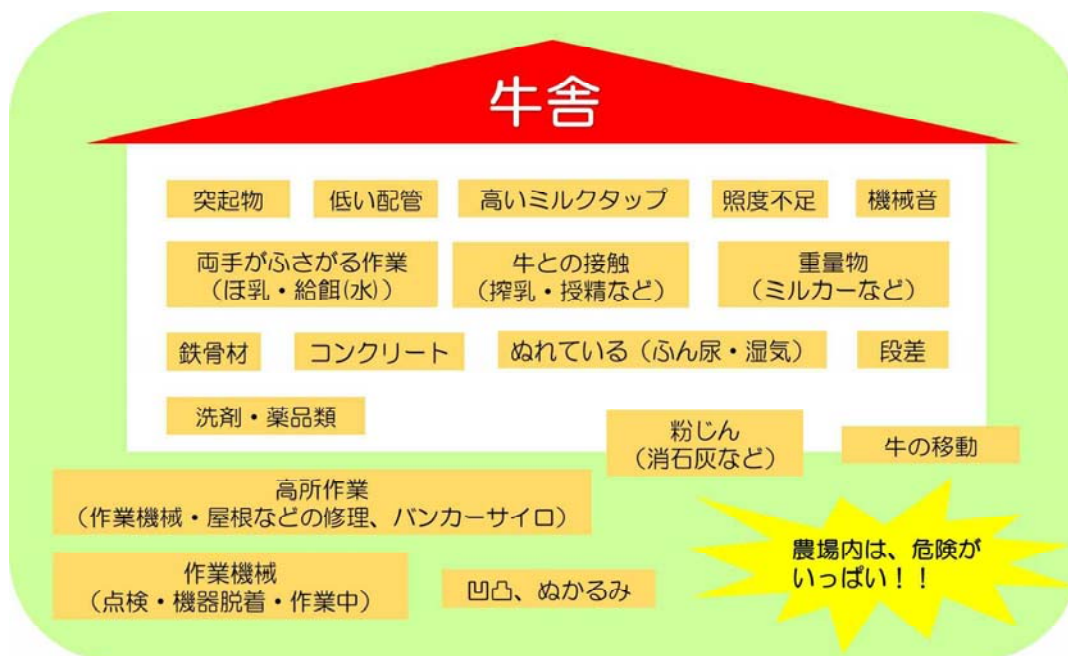 牛舎
突起物
低い配管
高いミルクタップ
照度不足
機械音
両手がふさがる作業
（ほ乳・給餌(水)）
牛との接触
（搾乳・授精など）
重量物
（ミルカーなど）
鉄骨材
コンクリート
ぬれている（ふん尿・湿気）
段差
洗剤・薬品類
粉じん
（消石灰など）
牛の移動
高所作業
（作業機械・屋根などの修理、バンカーサイロ）
作業機械
（点検・機器脱着・作業中）
凹凸、ぬかるみ
農場内は、危険が
いっぱい！！